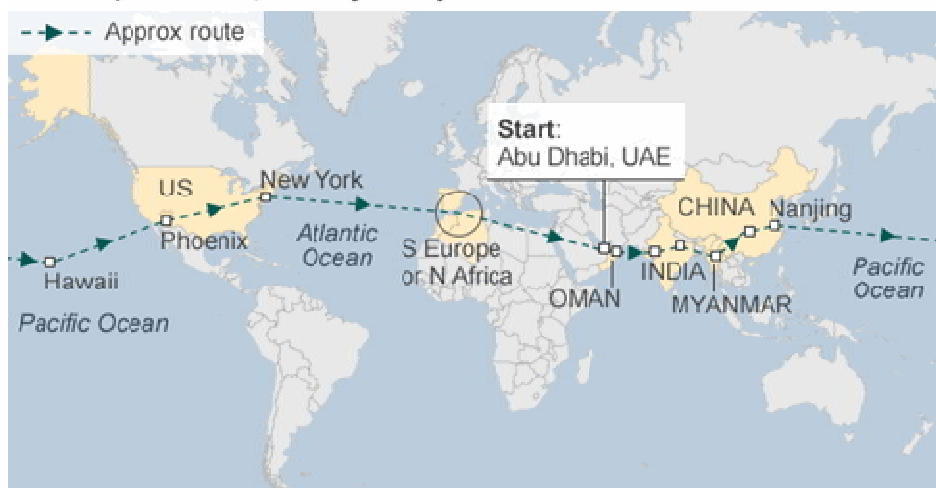 Approx route
Start:
Abu Dhabi, UAE
US
New York
CHINA
Nanjing
Phoenix
Atlantic
Ocean
S Europe
or N Africa
INDIA
Hawaii
OMAN
MYANMAR
Pacific
Ocean
Pacific Ocean